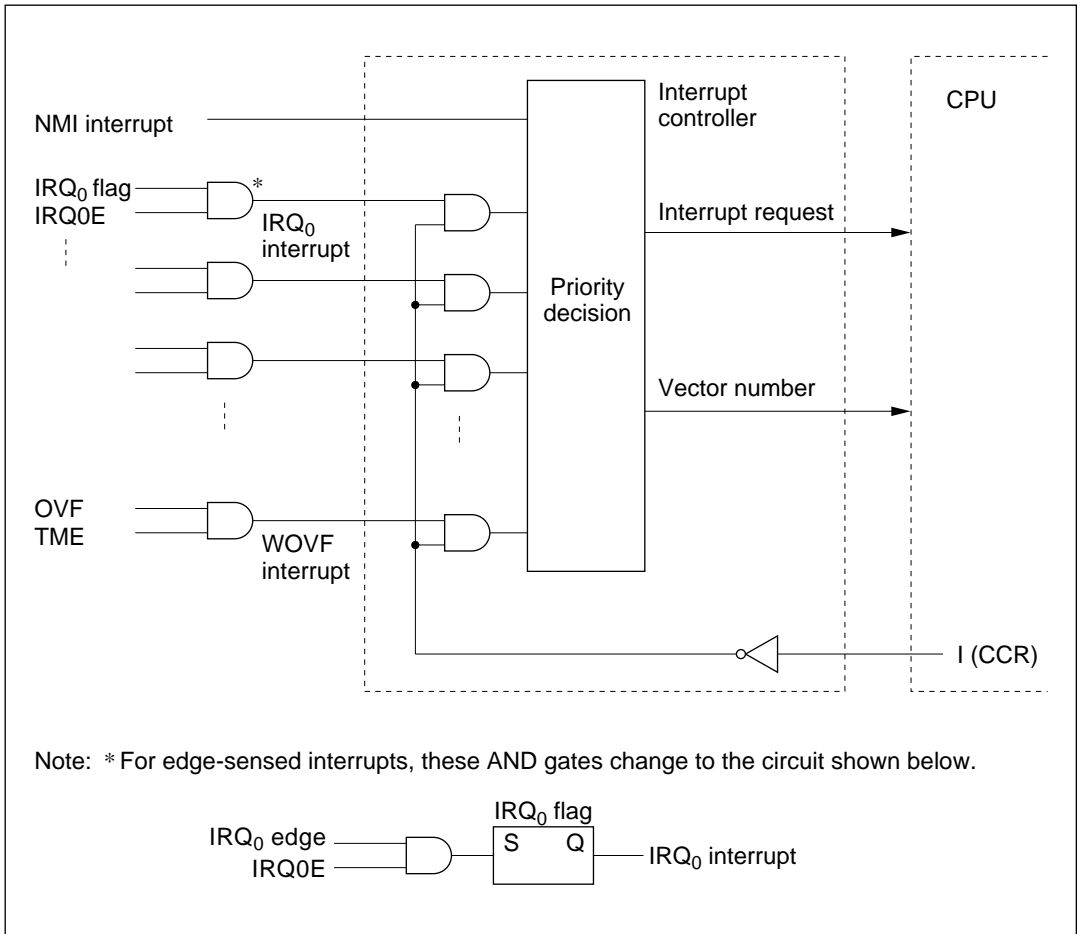 NMI interrupt
Interrupt
controller
CPU
IRQ₀ flag
IRQ0E
*
IRQ₀
interrupt
Interrupt request
Priority
decision
Vector number
OVF
TME
WOVF
interrupt
I (CCR)
Note: * For edge-sensed interrupts, these AND gates change to the circuit shown below.
IRQ₀ flag
IRQ₀ edge
IRQ0E
S Q
IRQ₀ interrupt